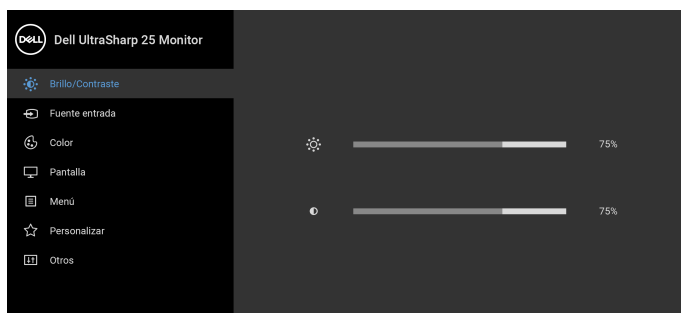 DELL
Dell UltraSharp 25 Monitor
Brillo/Contraste
Fuente entrada
Color
Pantalla
Menú
Personalizar
Otros
75%
75%